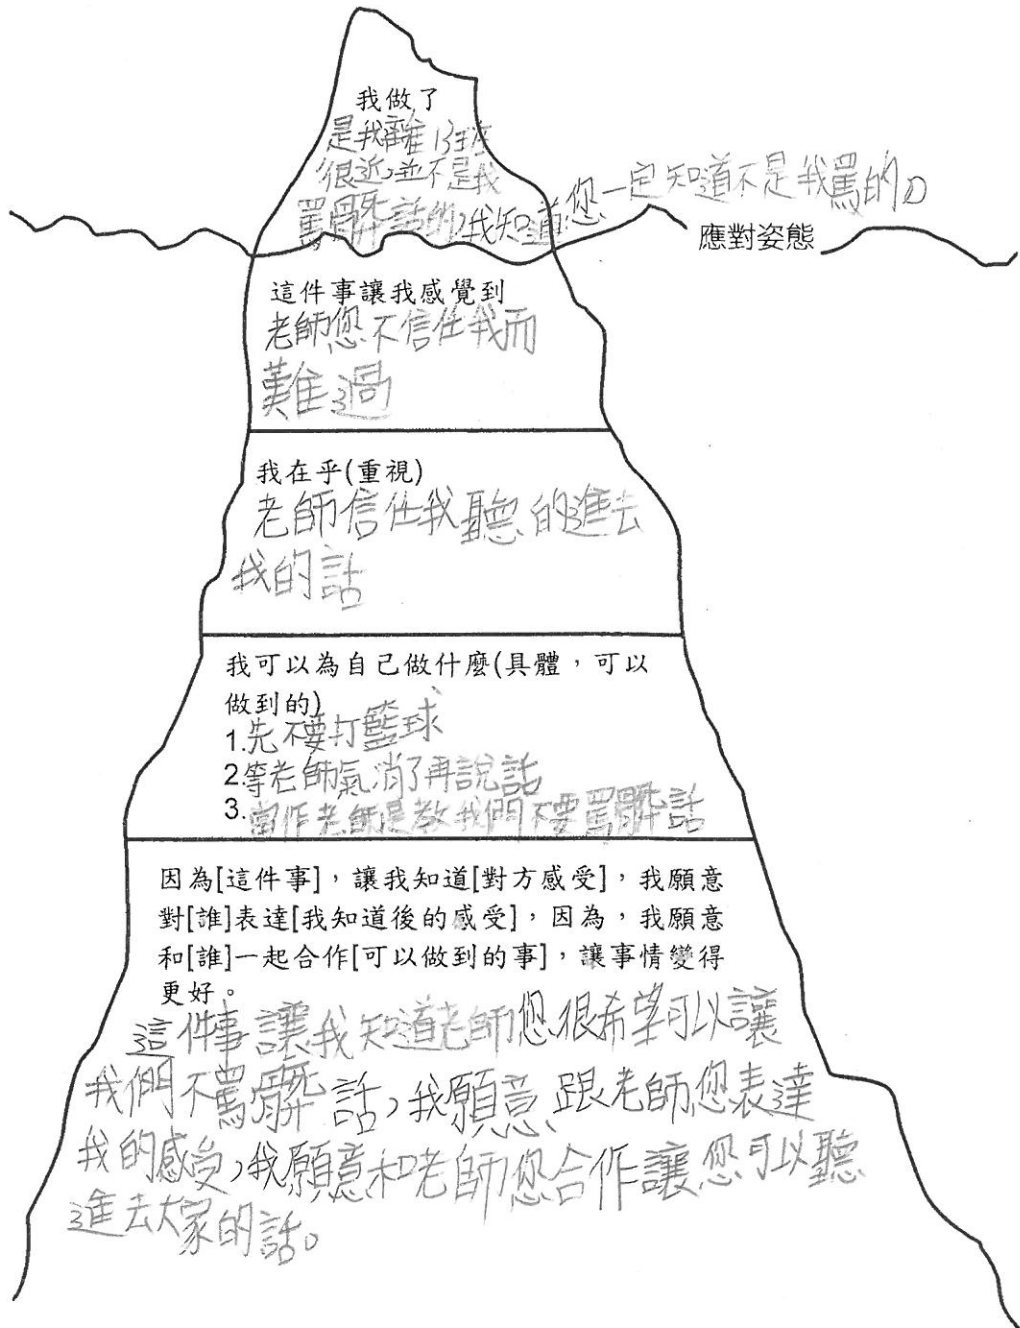 我做了
是我離13班
很近,並不是我
罵髒話的,我知道您一定知道不是我罵的。
應對姿態
這件事讓我感覺到
老師您不信任我而
難過
我在乎(重視)
老師信任我聽的進去
我的話
我可以為自己做什麼(具體,可以
做到的)
1.先不要打籃球
2.等老師氣消了再說話
3.當作老師是教我們不要罵髒話
因為[這件事],讓我知道[對方感受],我願意
對[誰]表達[我知道後的感受],因為,我願意
和[誰]一起合作[可以做到的事],讓事情變得
更好。
這件事讓我知道老師您很希望可以讓
我們不罵髒話,我願意跟老師您表達
我的感受,我願意和老師您合作讓您可以聽
進去大家的話。